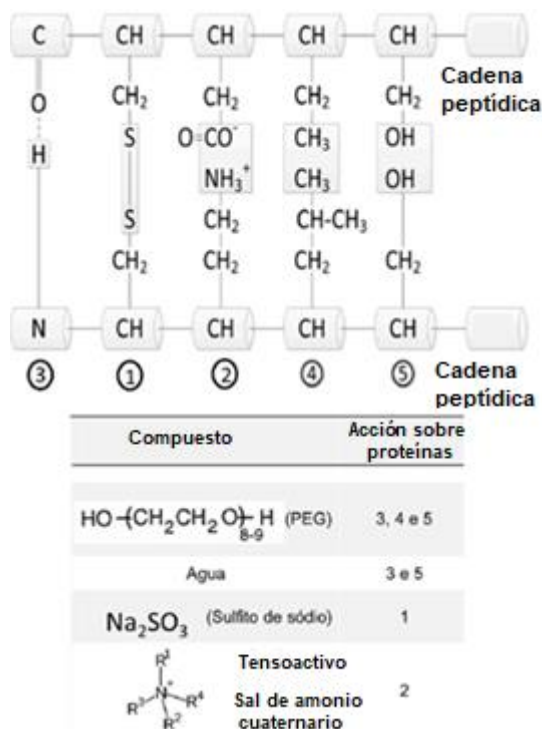 C CH CH CH CH
Cadena
peptídica
O CH₂ CH₂ CH₂ CH₂
H S O=CO⁻ CH₃ OH
NH₃⁺ CH₃ OH
S CH₂ CH-CH₃
CH₂ CH₂ CH₂ CH₂
N CH CH CH CH
③ ① ② ④ ⑤ Cadena
peptídica
Compuesto Acción sobre
proteínas
HO-(CH₂CH₂O)-H 8-9 (PEG) 3, 4 e 5
Agua 3 e 5
Na₂SO₃ (Sulfito de sódio) 1
R¹ Tensoactivo
R³ N⁺ R⁴ 2
R² Sal de amonio
cuaternario